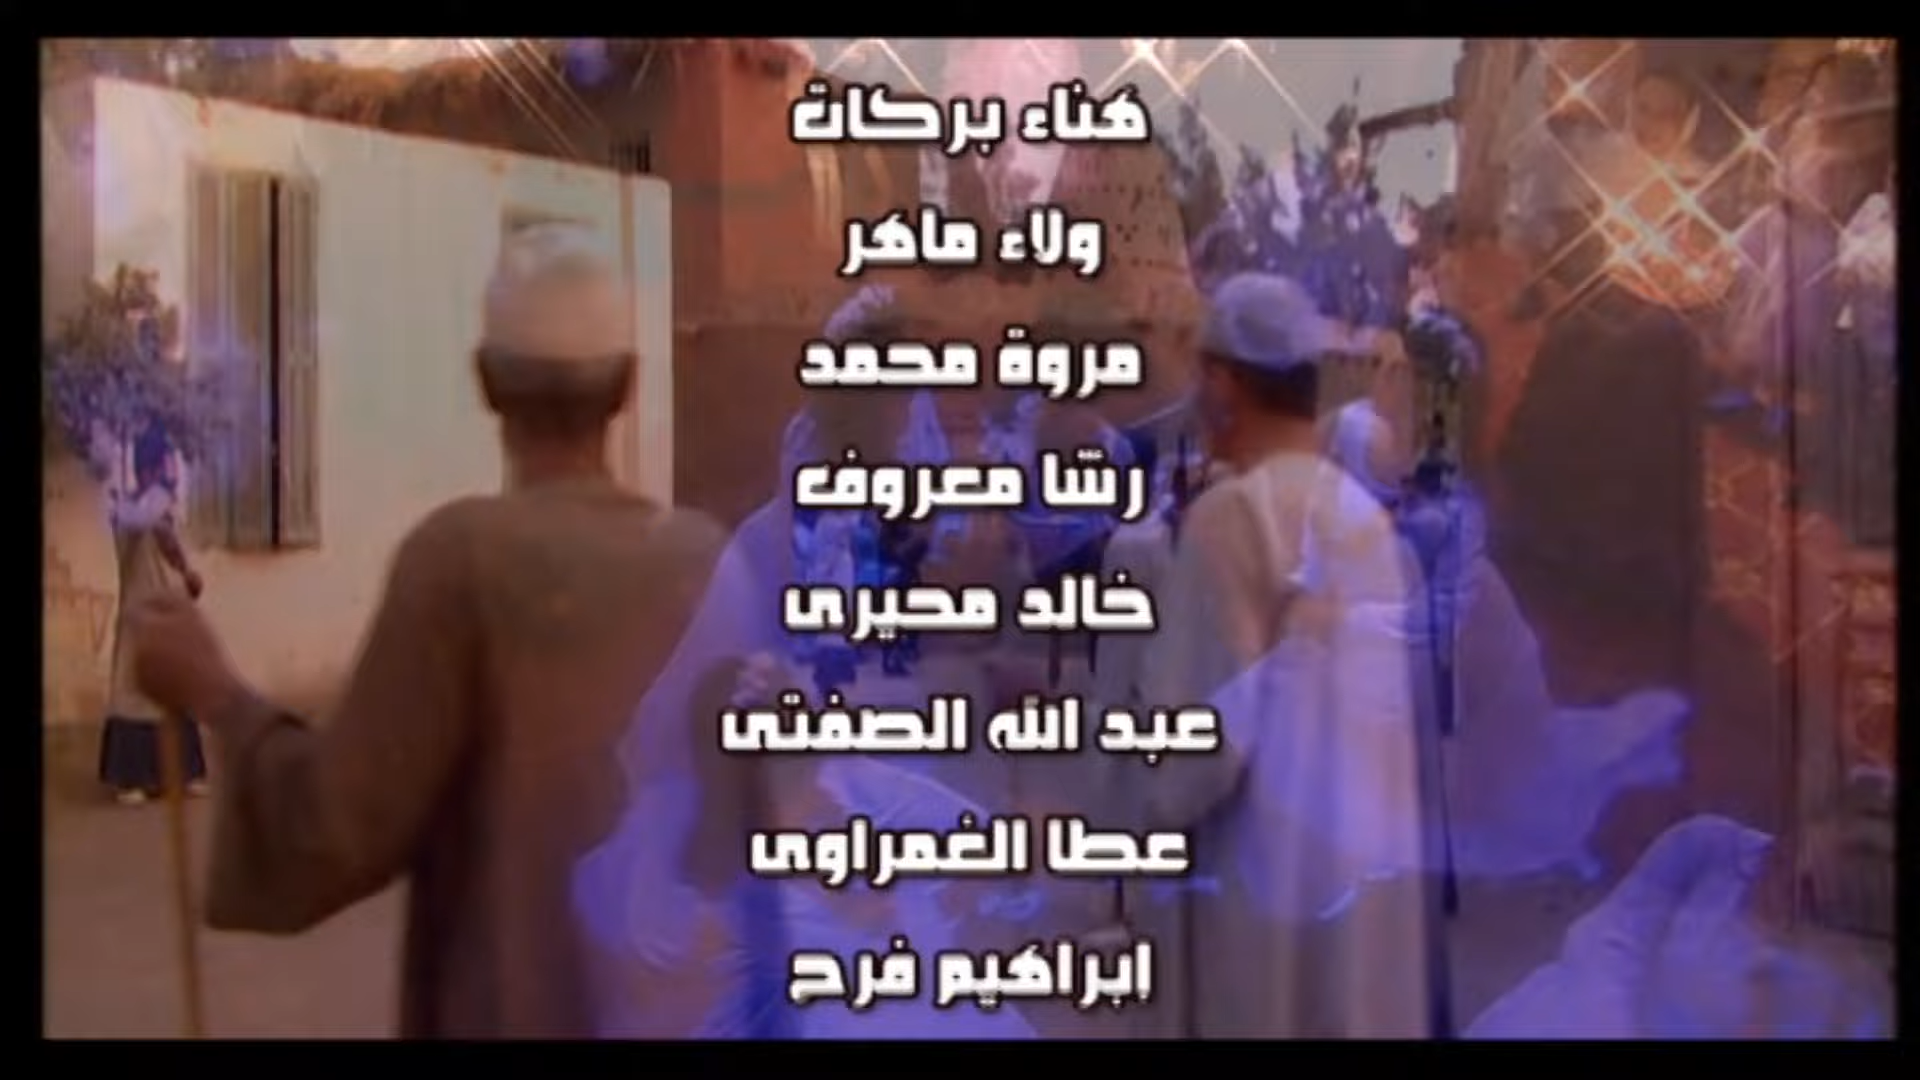 هناء بركات
ولاء ماهر
مروة محمد
رشا معروف
خالد محيرى
عبد الله الصفتى
عطا الغمراوى
ابراهيم فرح